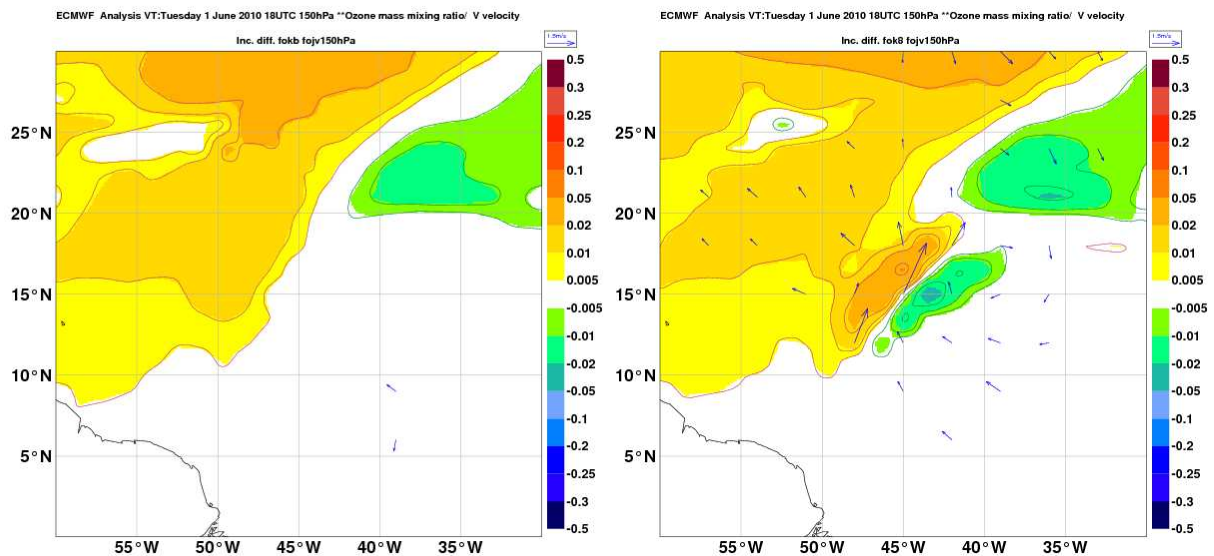 ECMWF Analysis VT:Tuesday 1 June 2010 18UTC 150hPa **Ozone mass mixing ratio/ V velocity
Inc. diff. fokb fojv150hPa
1.5m/s
0.5
0.3
0.25
0.2
0.1
0.05
0.02
0.01
0.005
-0.005
-0.01
-0.02
-0.05
-0.1
-0.2
-0.25
-0.3
-0.5
25°N
20°N
15°N
10°N
5°N
55°W 50°W 45°W 40°W 35°W
ECMWF Analysis VT:Tuesday 1 June 2010 18UTC 150hPa **Ozone mass mixing ratio/ V velocity
Inc. diff. fok8 fojv150hPa
1.5m/s
0.5
0.3
0.25
0.2
0.1
0.05
0.02
0.01
0.005
-0.005
-0.01
-0.02
-0.05
-0.1
-0.2
-0.25
-0.3
-0.5
25°N
20°N
15°N
10°N
5°N
55°W 50°W 45°W 40°W 35°W